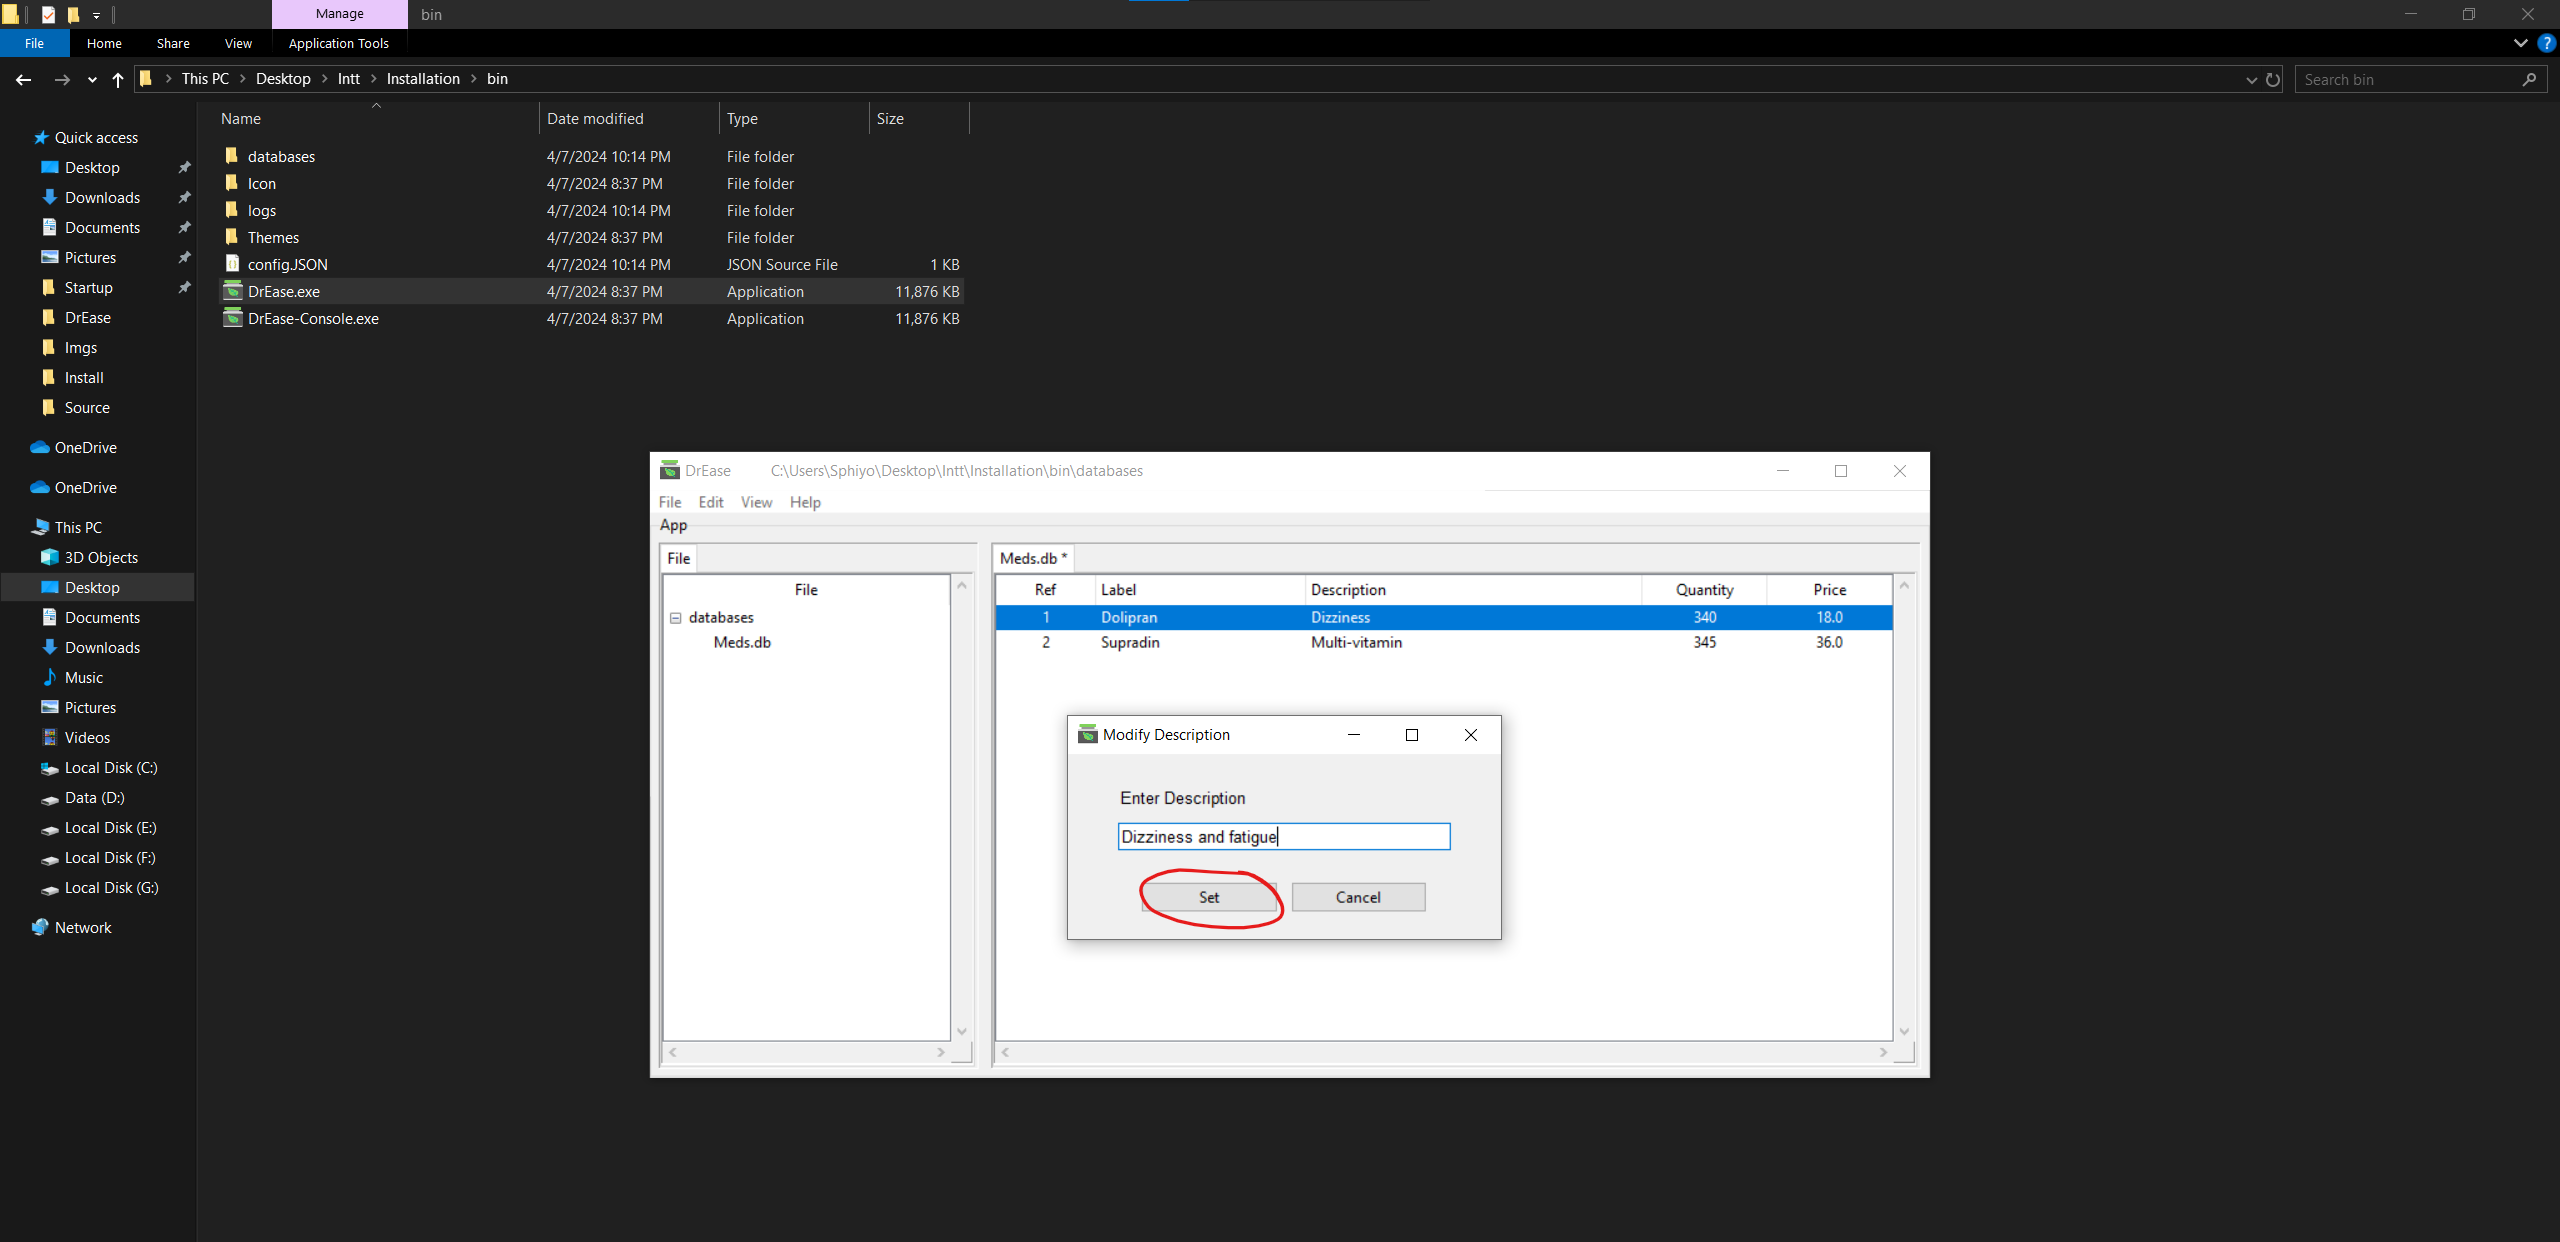 Manage
bin
File
Home
Share
View
Application Tools
?
This PC
Desktop
Intt
Installation
bin
Search bin
Name
Date modified
Type
Size
databases 4/7/2024 10:14 PM File folder
Icon 4/7/2024 8:37 PM File folder
logs 4/7/2024 10:14 PM File folder
Themes 4/7/2024 8:37 PM File folder
config.JSON 4/7/2024 10:14 PM JSON Source File 1 KB
DrEase.exe 4/7/2024 8:37 PM Application 11,876 KB
DrEase-Console.exe 4/7/2024 8:37 PM Application 11,876 KB
Quick access
Desktop
Downloads
Documents
Pictures
Startup
DrEase
Imgs
Install
Source
OneDrive
OneDrive
This PC
3D Objects
Desktop
Documents
Downloads
Music
Pictures
Videos
Local Disk (C:)
Data (D:)
Local Disk (E:)
Local Disk (F:)
Local Disk (G:)
Network
DrEase C:\Users\Sphiyo\Desktop\Intt\Installation\bin\databases
File Edit View Help
App
File
File
databases
Meds.db
Meds.db *
Ref Label Description Quantity Price
1 Dolipran Dizziness 340 18.0
2 Supradin Multi-vitamin 345 36.0
Modify Description
Enter Description
Dizziness and fatigue
Set
Cancel